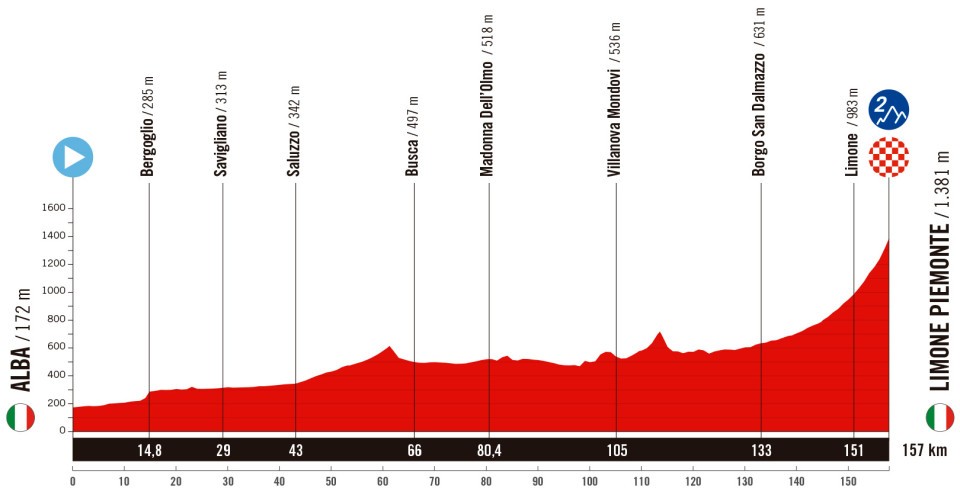 Bergoglio / 285 m
Savigliano / 313 m
Saluzzo / 342 m
Busca / 497 m
Madonna Dell'Olmo / 518 m
Villanova Mondovi / 536 m
Borgo San Dalmazzo / 631 m
Limone / 983 m
2
ALBA / 172 m
LIMONE PIEMONTE / 1.381 m
1600
1400
1200
1000
800
600
400
200
0
14,8 29 43 66 80,4 105 133 151 157 km
0 10 20 30 40 50 60 70 80 90 100 110 120 130 140 150